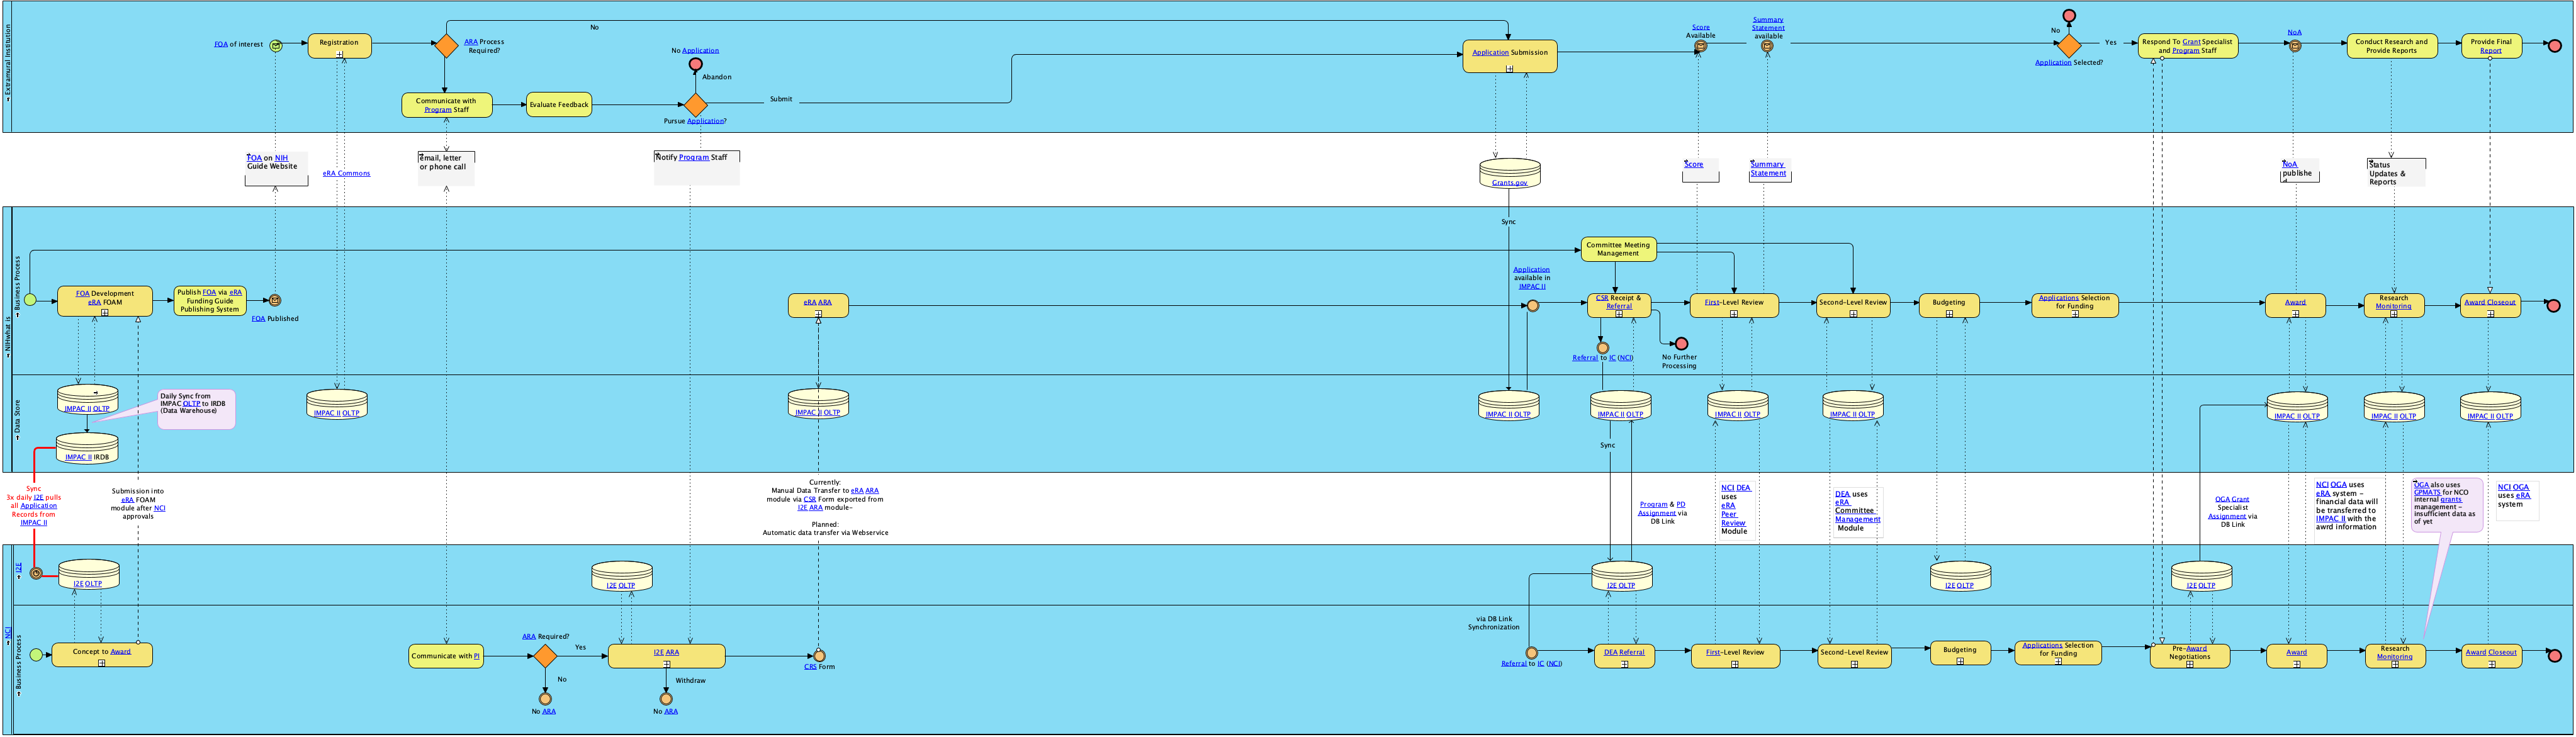 Extramural Institution
FOA of interest
Registration
ARA Process
Required?
No
Communicate with
Program Staff
Evaluate Feedback
No Application
Abandon
Submit
Pursue Application?
Application Submission
Score
Available
Summary
Statement
available
No
Yes
Application Selected?
Respond To Grant Specialist
and Program Staff
NoA
Conduct Research and
Provide Reports
Provide Final
Report
FOA on NIH
Guide Website
eRA Commons
email, letter
or phone call
Notify Program Staff
Grants.gov
Score
Summary
Statement
NoA
publishe
d
Status
Updates &
Reports
Sync
NIHwhat is
Business Process
FOA Development
eRA FOAM
Publish FOA via eRA
Funding Guide
Publishing System
FOA Published
eRA ARA
Application
available in
IMPAC II
Committee Meeting
Management
CSR Receipt &
Referral
First-Level Review
Second-Level Review
Budgeting
Applications Selection
for Funding
Award
Research
Monitoring
Award Closeout
Referral to IC (NCI)
No Further
Processing
Data Store
IMPAC II OLTP
Daily Sync from
IMPAC OLTP to IRDB
(Data Warehouse)
IMPAC II IRDB
IMPAC II OLTP
IMPAC II OLTP
IMPAC II OLTP
IMPAC II OLTP
IMPAC II OLTP
IMPAC II OLTP
IMPAC II OLTP
IMPAC II OLTP
IMPAC II OLTP
Sync
Sync
3x daily I2E pulls
all Application
Records from
IMPAC II
Submission into
eRA FOAM
module after NCI
approvals
Currently:
Manual Data Transfer to eRA ARA
module via CSR Form exported from
I2E ARA module-
Planned:
Automatic data transfer via Webservice
Program & PD
Assignment via
DB Link
NCI DEA
uses
eRA
Peer
Review
Module
DEA uses
eRA
Committee
Management
Module
OGA Grant
Specialist
Assignment via
DB Link
NCI OGA uses
eRA system -
financial data will
be transferred to
IMPAC II with the
awrd information
OGA also uses
GPMATS for NCO
internal grants
management -
insufficient data as
of yet
NCI OGA
uses eRA
system
NCI
I2E
I2E OLTP
I2E OLTP
I2E OLTP
I2E OLTP
I2E OLTP
Business Process
Concept to Award
Communicate with PI
ARA Required?
Yes
No
No ARA
I2E ARA
Withdraw
No ARA
CRS Form
via DB Link
Synchronization
Referral to IC (NCI)
DEA Referral
First-Level Review
Second-Level Review
Budgeting
Applications Selection
for Funding
Pre-Award
Negotiations
Award
Research
Monitoring
Award Closeout